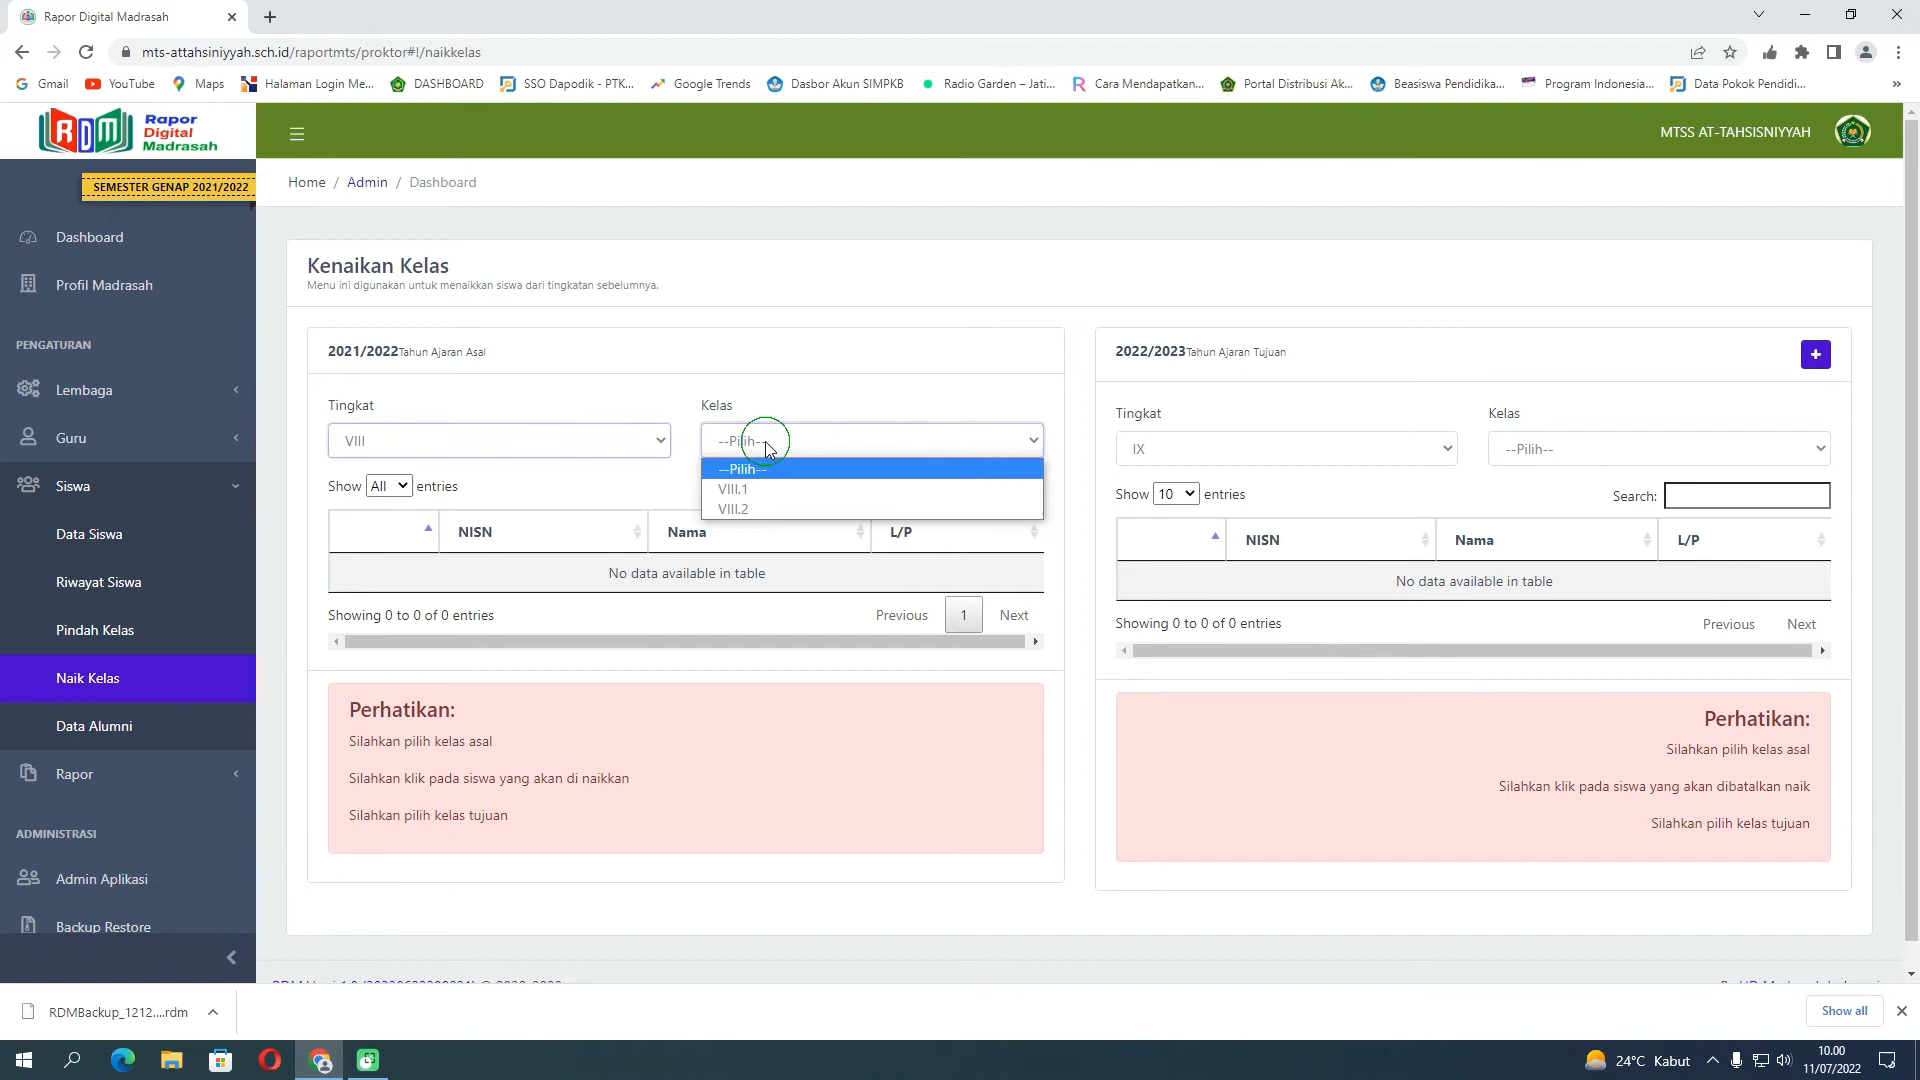 Rapor Digital Madrasah
mts-attahsiniyyah.sch.id/raportmts/proktor#!/naikkelas
Gmail YouTube Maps Halaman Login Me... DASHBOARD SSO Dapodik - PTK... Google Trends Dasbor Akun SIMPKB Radio Garden – Jati... Cara Mendapatkan... Portal Distribusi Ak... Beasiswa Pendidika... Program Indonesia... Data Pokok Pendidi... »
RDM Rapor
Digital
Madrasah
MTSS AT-TAHSISNIYYAH
SEMESTER GENAP 2021/2022
Home / Admin / Dashboard
Dashboard
Profil Madrasah
PENGATURAN
Lembaga
Guru
Siswa
Data Siswa
Riwayat Siswa
Pindah Kelas
Naik Kelas
Data Alumni
Rapor
ADMINISTRASI
Admin Aplikasi
Backup Restore
Kenaikan Kelas
Menu ini digunakan untuk menaikkan siswa dari tingkatan sebelumnya.
2021/2022Tahun Ajaran Asal
Tingkat Kelas
VIII --Pilih--
--Pilih--
VIII.1
VIII.2
Show All entries
NISN Nama L/P
No data available in table
Showing 0 to 0 of 0 entries Previous 1 Next
Perhatikan:
Silahkan pilih kelas asal
Silahkan klik pada siswa yang akan di naikkan
Silahkan pilih kelas tujuan
2022/2023Tahun Ajaran Tujuan
+
Tingkat Kelas
IX --Pilih--
Show 10 entries Search:
NISN Nama L/P
No data available in table
Showing 0 to 0 of 0 entries Previous Next
Perhatikan:
Silahkan pilih kelas asal
Silahkan klik pada siswa yang akan dibatalkan naik
Silahkan pilih kelas tujuan
RDMBackup_1212....rdm
Show all
24°C Kabut
10.00
11/07/2022